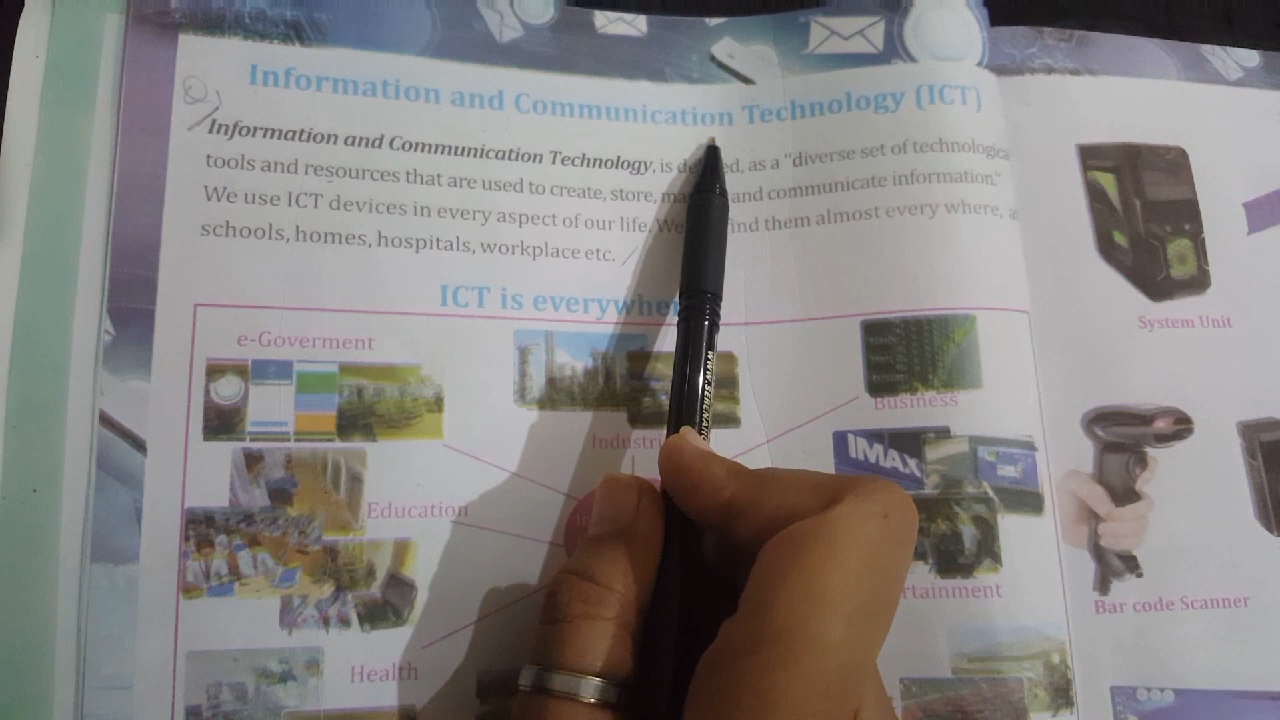 Information and Communication Technology (ICT)
Q
Information and Communication Technology, is defined, as a "diverse set of technologica
tools and resources that are used to create, store, and communicate information."
We use ICT devices in every aspect of our life. We find them almost every where,
schools, homes, hospitals, workplace etc.
ICT is everywhere
e-Goverment
System Unit
Business
Industri
IMAX
Education
rtainment
Bar code Scanner
Health